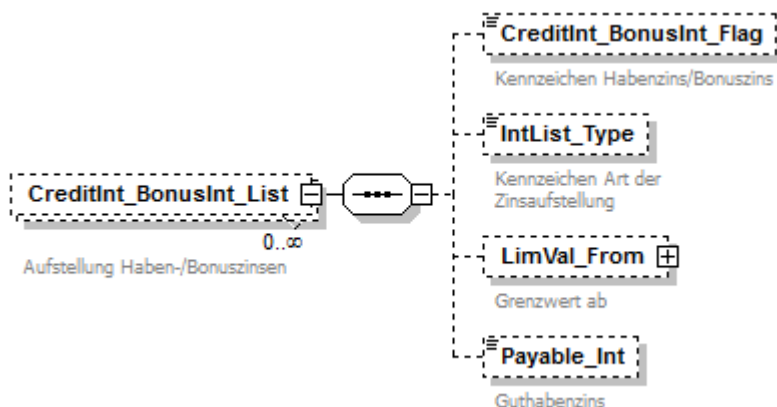 CreditInt_BonusInt_Flag
Kennzeichen Habenzins/Bonuszins
IntList_Type
Kennzeichen Art der
Zinsaufstellung
CreditInt_BonusInt_List
0..∞
Aufstellung Haben-/Bonuszinsen
LimVal_From
Grenzwert ab
Payable_Int
Guthabenzins